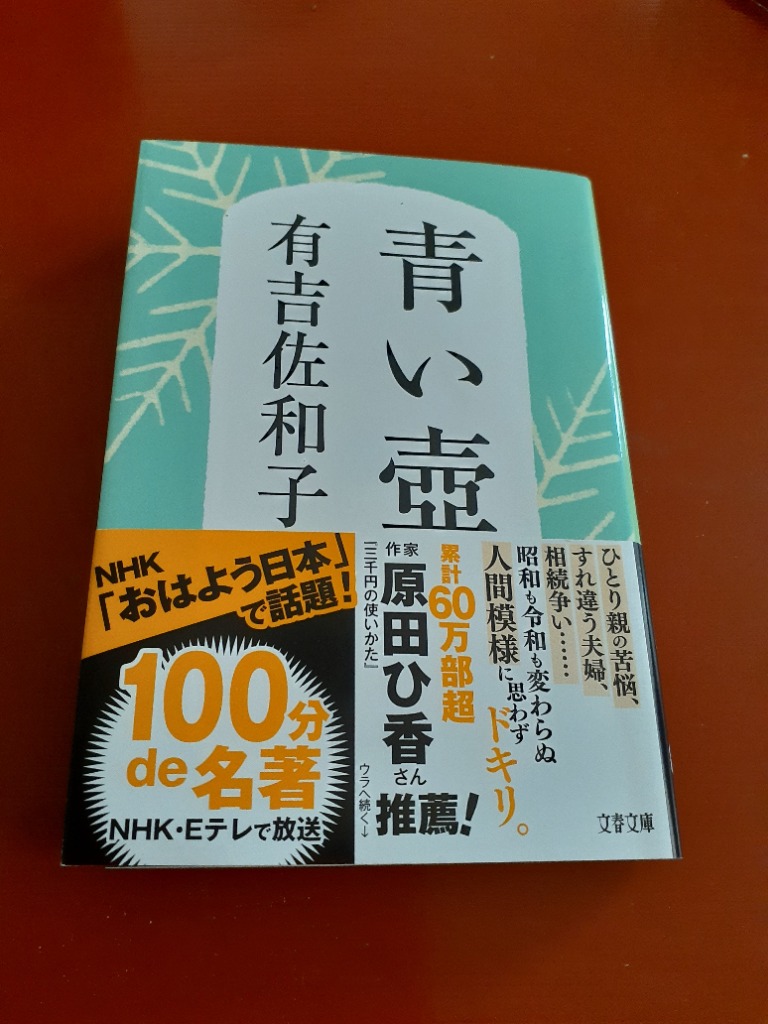 青い壺
有吉佐和子
ひとり親の苦悩、
すれ違う夫婦、
相続争い……
昭和も令和も変わらぬ
人間模様に思わずドキリ。
累計60万部超
作家
原田ひ香さん
『三千円の使いかた』
推薦!
ウラへ続く↓
NHK
「おはよう日本」
で話題!
100分
de名著
NHK・Eテレで放送
文春文庫